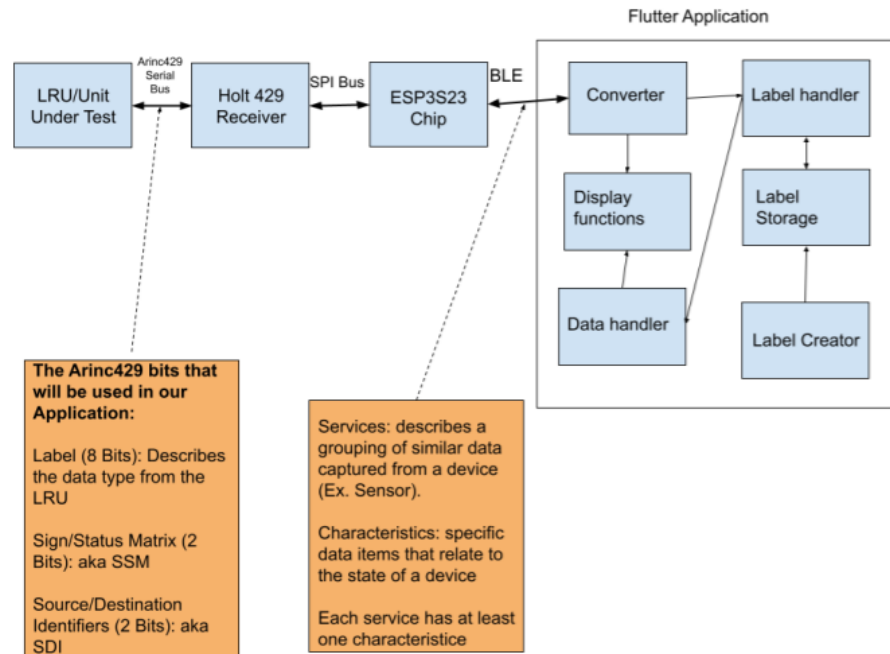 Flutter Application
Arinc429
Serial
Bus
LRU/Unit
Under Test
Holt 429
Receiver
SPI Bus
ESP3S23
Chip
BLE
Converter
Label handler
Display
functions
Label
Storage
Data handler
Label Creator
The Arinc429 bits that
will be used in our
Application:
Label (8 Bits): Describes
the data type from the
LRU
Sign/Status Matrix (2
Bits): aka SSM
Source/Destination
Identifiers (2 Bits): aka
SDI
Services: describes a
grouping of similar data
captured from a device
(Ex. Sensor).
Characteristics: specific
data items that relate to
the state of a device
Each service has at least
one characteristice